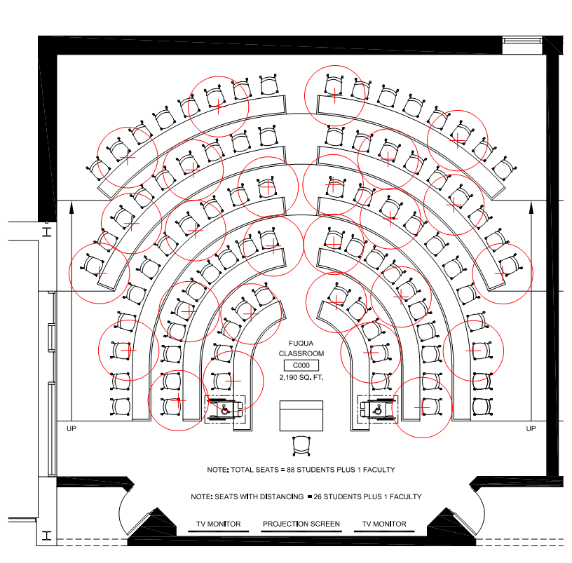 FUQUA
CLASSROOM
C000
2,190 SQ. FT.
UP
UP
NOTE: TOTAL SEATS = 88 STUDENTS PLUS 1 FACULTY
NOTE: SEATS WITH DISTANCING = 26 STUDENTS PLUS 1 FACULTY
TV MONITOR PROJECTION SCREEN TV MONITOR